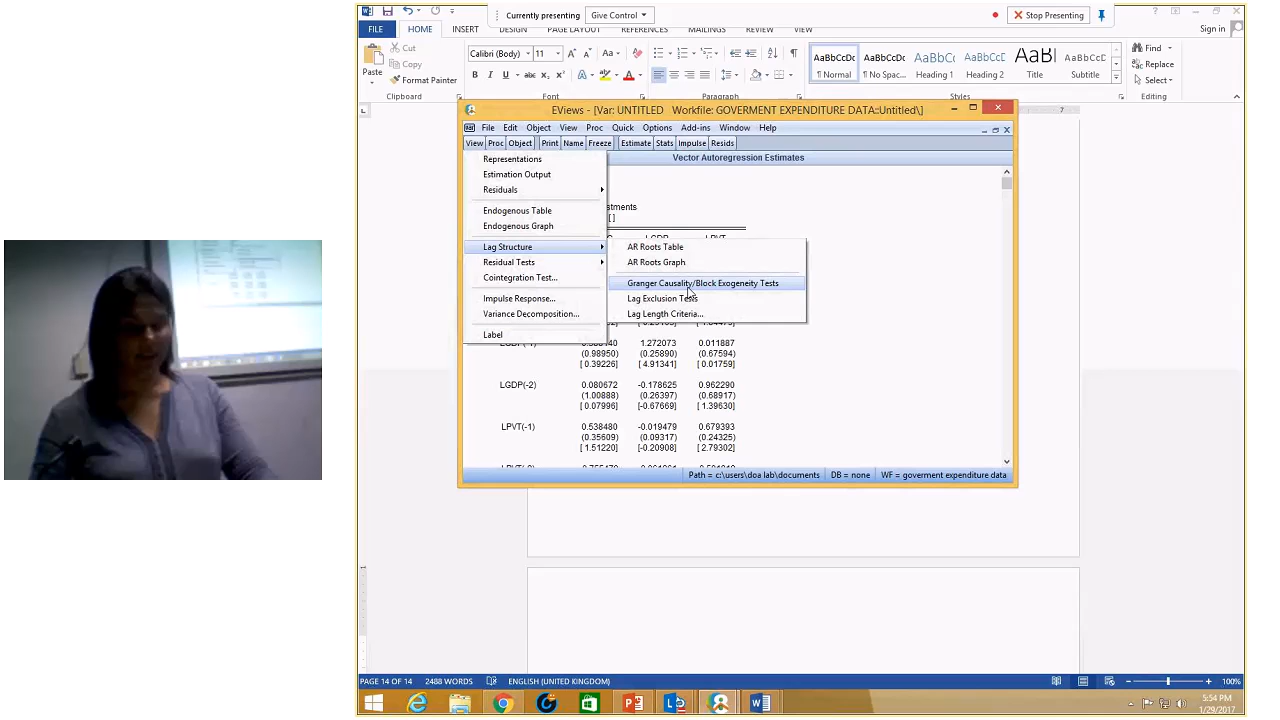 Currently presenting Give Control Stop Presenting
? Sign in
FILE HOME INSERT DESIGN PAGE LAYOUT REFERENCES MAILINGS REVIEW VIEW
Paste Cut Copy Format Painter
Calibri (Body) 11
AaBbCcDc AaBbCcDc AaBbC AaBbCc AaBl AaBbCcC
¶ Normal ¶ No Spac... Heading 1 Heading 2 Title Subtitle
Find Replace Select
Clipboard Font Paragraph Styles Editing
7
EViews - [Var: UNTITLED Workfile: GOVERMENT EXPENDITURE DATA::Untitled\]
File Edit Object View Proc Quick Options Add-ins Window Help
View Proc Object Print Name Freeze Estimate Stats Impulse Resids
Vector Autoregression Estimates
Representations
Estimation Output
Residuals
Endogenous Table
Endogenous Graph
Lag Structure
Residual Tests
Cointegration Test...
Impulse Response...
Variance Decomposition...
Label
AR Roots Table
AR Roots Graph
Granger Causality/Block Exogeneity Tests
Lag Exclusion Tests
Lag Length Criteria...
1.272073 0.011887
(0.98950) (0.25890) (0.67594)
[ 0.39226] [ 4.91341] [ 0.01759]
LGDP(-2) 0.080672 -0.178625 0.962290
(1.00888) (0.26397) (0.68917)
[ 0.07996] [-0.67669] [ 1.39630]
LPVT(-1) 0.538480 -0.019479 0.679393
(0.35609) (0.09317) (0.24325)
[ 1.51220] [-0.20908] [ 2.79302]
Path = c:\users\doa lab\documents DB = none WF = goverment expenditure data
PAGE 14 OF 14 2488 WORDS ENGLISH (UNITED KINGDOM) 100%
5:54 PM
1/29/2017